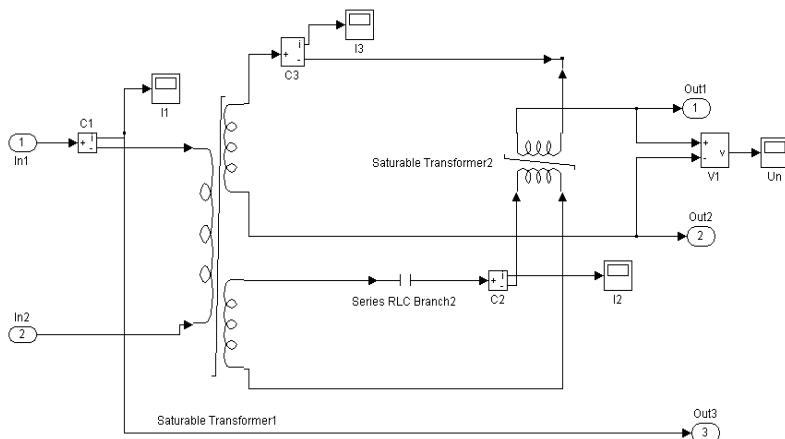 i
+
-
C3
I3
C1
i
+
-
I1
1
In1
Out1
1
+
-
v
V1
Un
Saturable Transformer2
Out2
2
Series RLC Branch2
i
+
-
C2
I2
In2
2
Saturable Transformer1
Out3
3